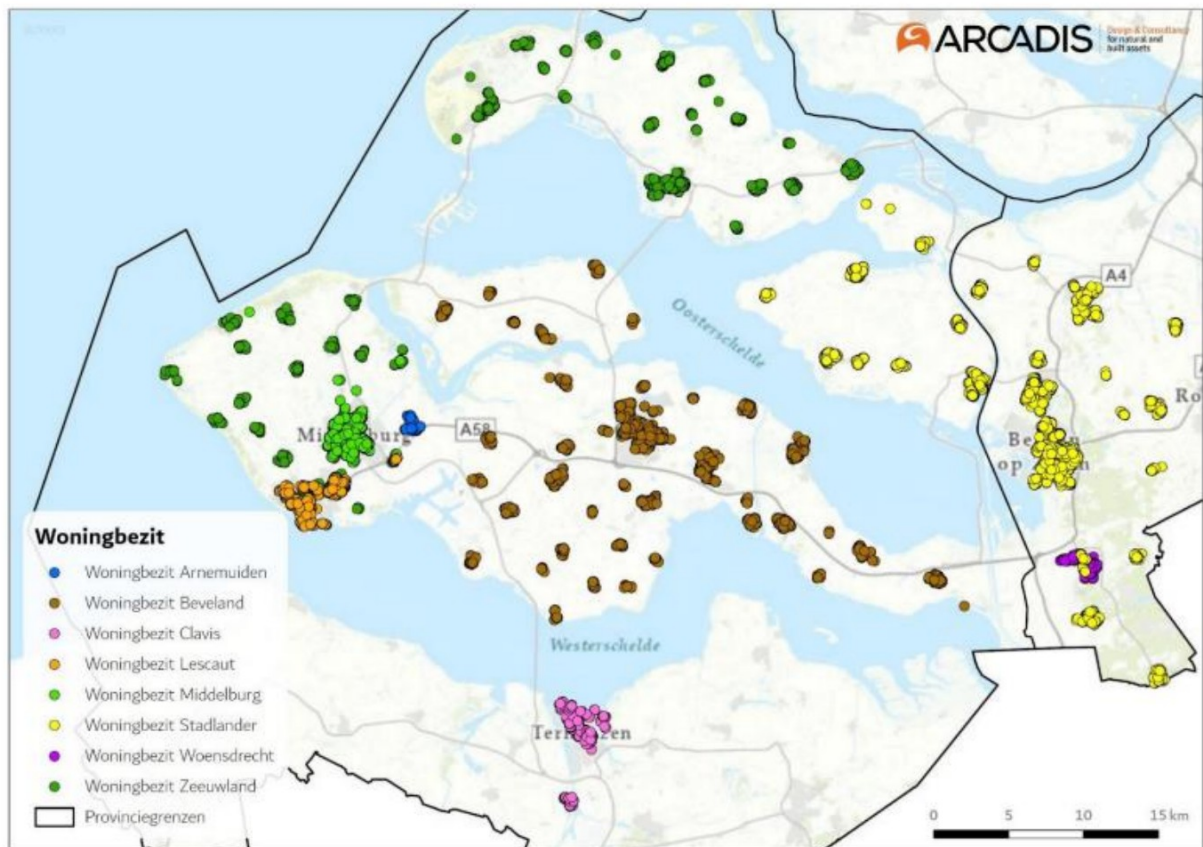 ARCADIS
Design & Consultancy
for natural and
built assets
A4
Oosterschelde
A58
Westerschelde
Woningbezit
Woningbezit Arnemuiden
Woningbezit Beveland
Woningbezit Clavis
Woningbezit Lescaut
Woningbezit Middelburg
Woningbezit Stadlander
Woningbezit Woensdrecht
Woningbezit Zeeuwland
Provinciegrenzen
0 5 10 15 km